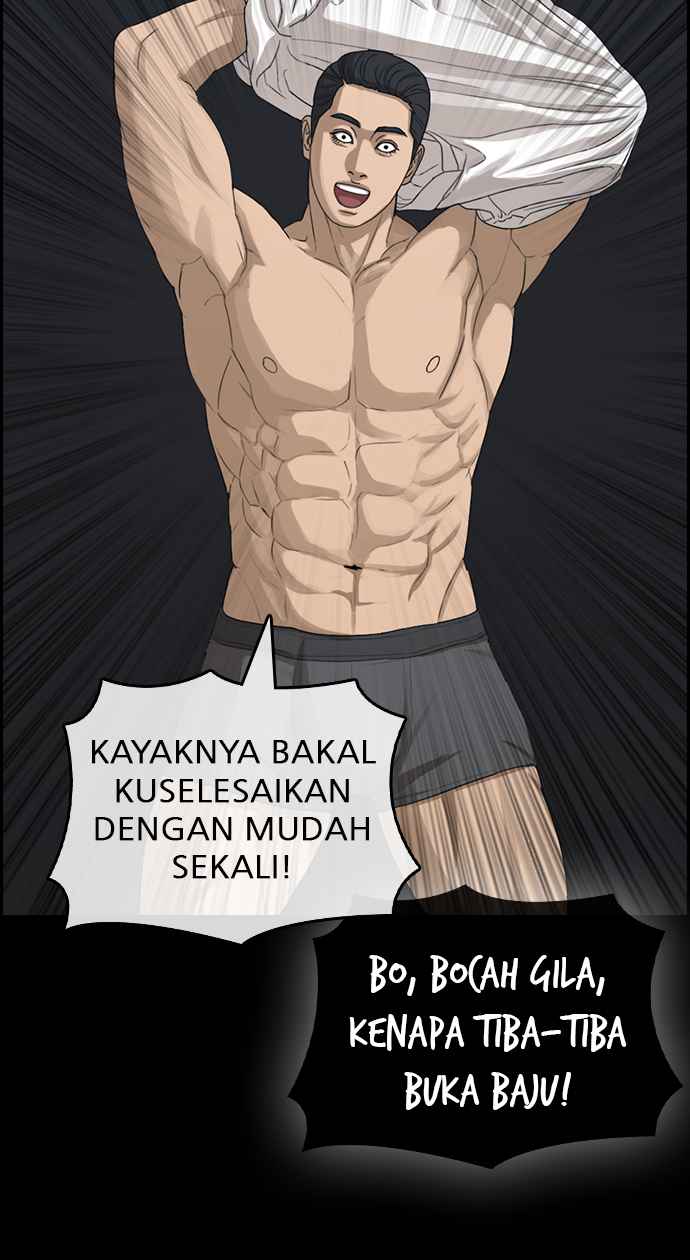 KAYAKNYA BAKAL
KUSELESAIKAN
DENGAN MUDAH
SEKALI!
BO, BOCAH GILA,
KENAPA TIBA-TIBA
BUKA BAJU!